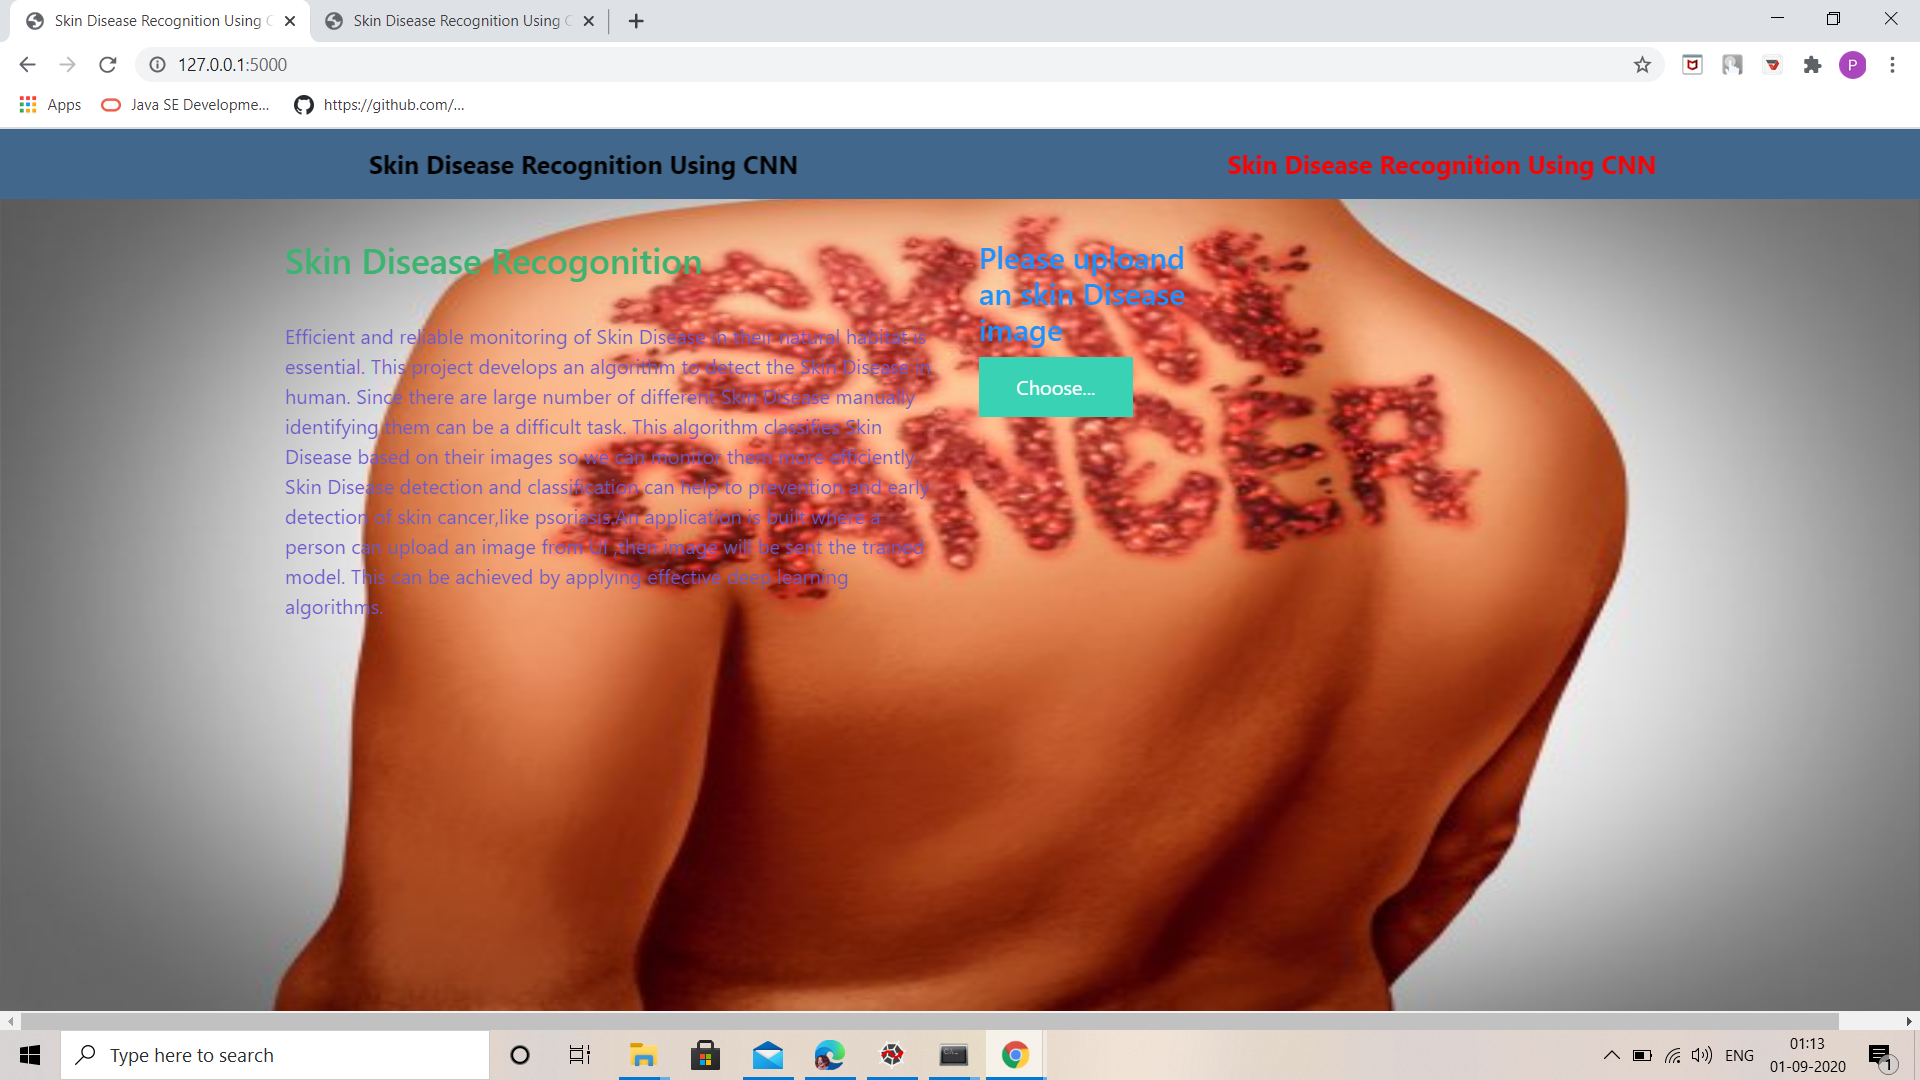 Skin Disease Recognition Using C
Skin Disease Recognition Using C
127.0.0.1:5000
Apps
Java SE Developme...
https://github.com/...
Skin Disease Recognition Using CNN
Skin Disease Recognition Using CNN
SKIN
CANCER
Skin Disease Recogonition
Efficient and reliable monitoring of Skin Disease in their natural habitat is
essential. This project develops an algorithm to detect the Skin Disease in
human. Since there are large number of different Skin Disease manually
identifying them can be a difficult task. This algorithm classifies Skin
Disease based on their images so we can monitor them more efficiently.
Skin Disease detection and classification can help to prevention and early
detection of skin cancer,like psoriasis.An application is built where a
person can upload an image from UI ,then image will be sent the trained
model. This can be achieved by applying effective deep learning
algorithms.
Please uploand
an skin Disease
image
Choose...
Type here to search
ENG
01:13
01-09-2020
1
P